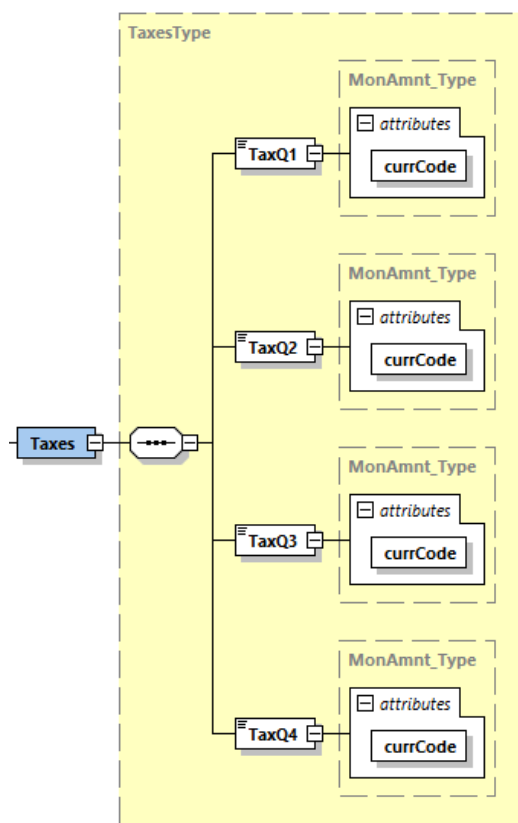 TaxesType
MonAmnt_Type
attributes
TaxQ1
currCode
MonAmnt_Type
attributes
TaxQ2
currCode
Taxes
MonAmnt_Type
attributes
TaxQ3
currCode
MonAmnt_Type
attributes
TaxQ4
currCode